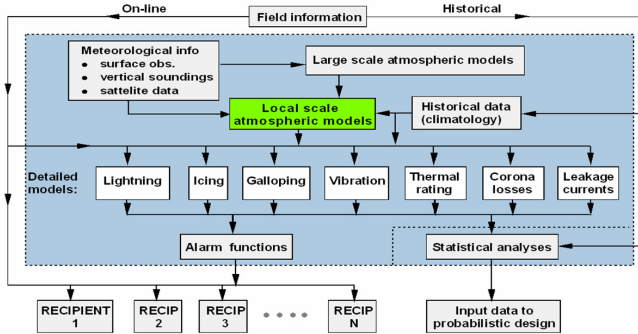 On-line
Field information
Historical
Meteorological info
• surface obs.
• vertical soundings
• sattelite data
Large scale atmospheric models
Local scale
atmospheric models
Historical data
(climatology)
Detailed
models:
Lightning
Icing
Galloping
Vibration
Thermal
rating
Corona
losses
Leakage
currents
Alarm functions
Statistical analyses
RECIPIENT
1
RECIP
2
RECIP
3
RECIP
N
Input data to
probabilistic design